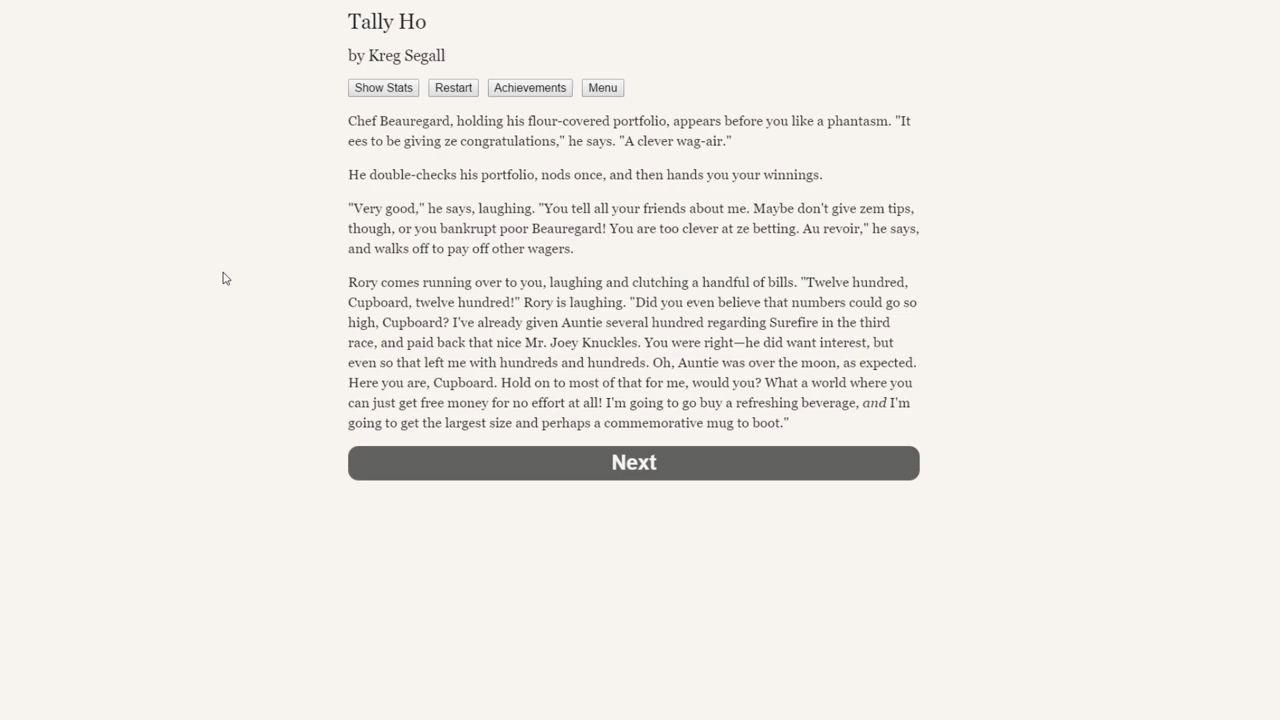 Tally Ho
by Kreg Segall
Show Stats Restart Achievements Menu
Chef Beauregard, holding his flour-covered portfolio, appears before you like a phantasm. "It
ees to be giving ze congratulations," he says. "A clever wag-air."
He double-checks his portfolio, nods once, and then hands you your winnings.
"Very good," he says, laughing. "You tell all your friends about me. Maybe don't give zem tips,
though, or you bankrupt poor Beauregard! You are too clever at ze betting. Au revoir," he says,
and walks off to pay off other wagers.
Rory comes running over to you, laughing and clutching a handful of bills. "Twelve hundred,
Cupboard, twelve hundred!" Rory is laughing. "Did you even believe that numbers could go so
high, Cupboard? I've already given Auntie several hundred regarding Surefire in the third
race, and paid back that nice Mr. Joey Knuckles. You were right—he did want interest, but
even so that left me with hundreds and hundreds. Oh, Auntie was over the moon, as expected.
Here you are, Cupboard. Hold on to most of that for me, would you? What a world where you
can just get free money for no effort at all! I'm going to go buy a refreshing beverage, and I'm
going to get the largest size and perhaps a commemorative mug to boot."
Next